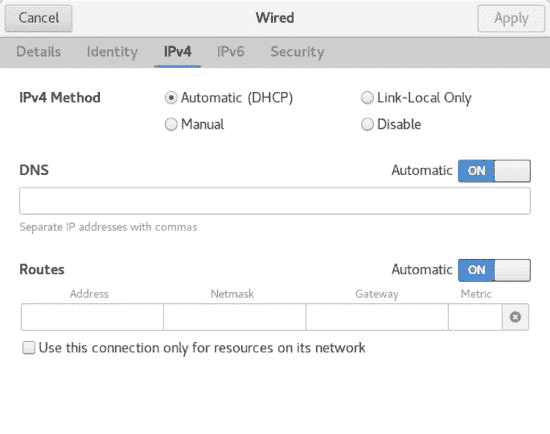 Cancel Wired Apply
Details Identity IPv4 IPv6 Security
IPv4 Method Automatic (DHCP) Link-Local Only
Manual Disable
DNS Automatic ON
Separate IP addresses with commas
Routes Automatic ON
Address Netmask Gateway Metric
Use this connection only for resources on its network